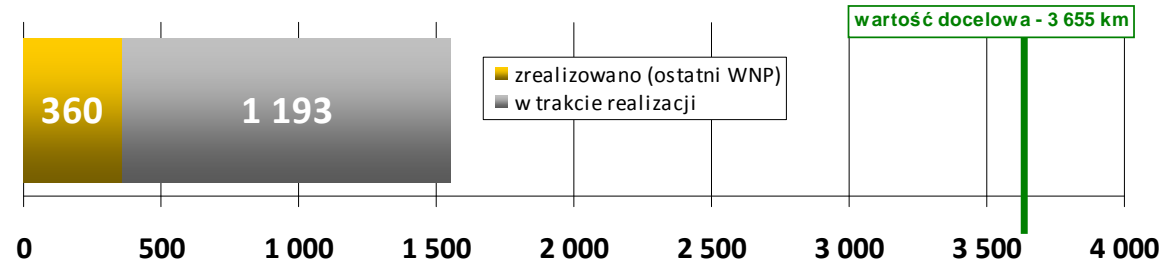 wartość docelowa - 3 655 km
zrealizowano (ostatni WNP)
w trakcie realizacji
360 1 193
0 500 1 000 1 500 2 000 2 500 3 000 3 500 4 000